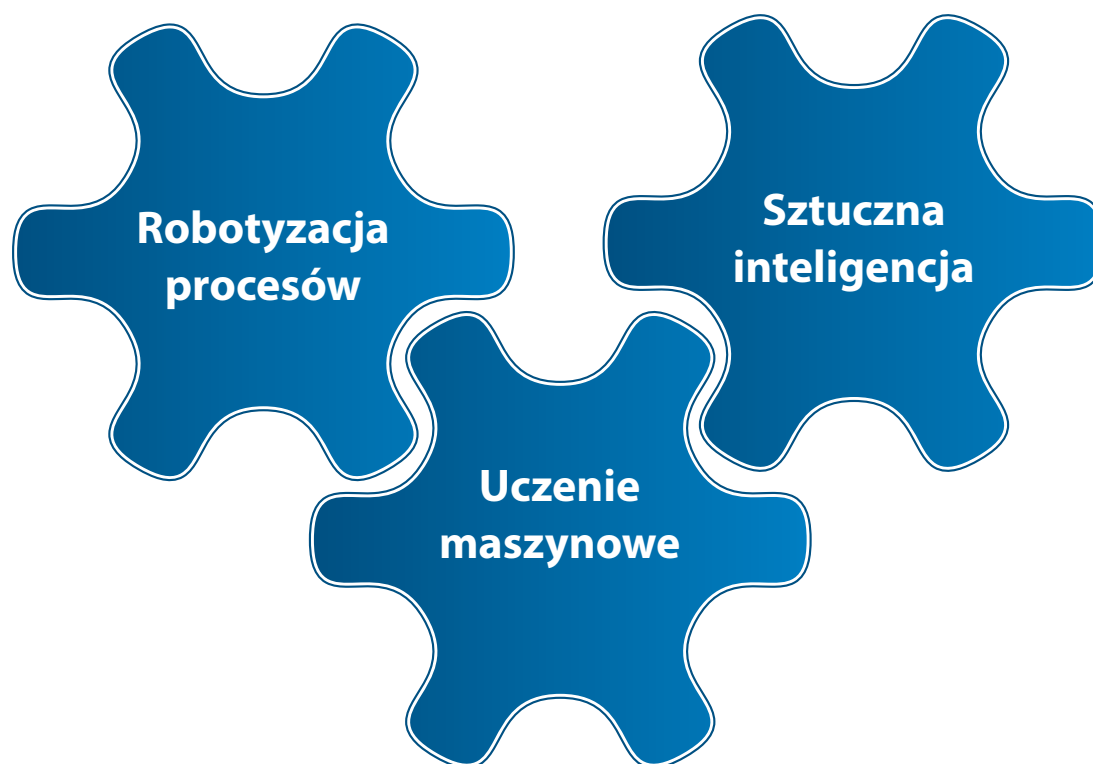 Robotyzacja
procesów
Sztuczna
inteligencja
Uczenie
maszynowe